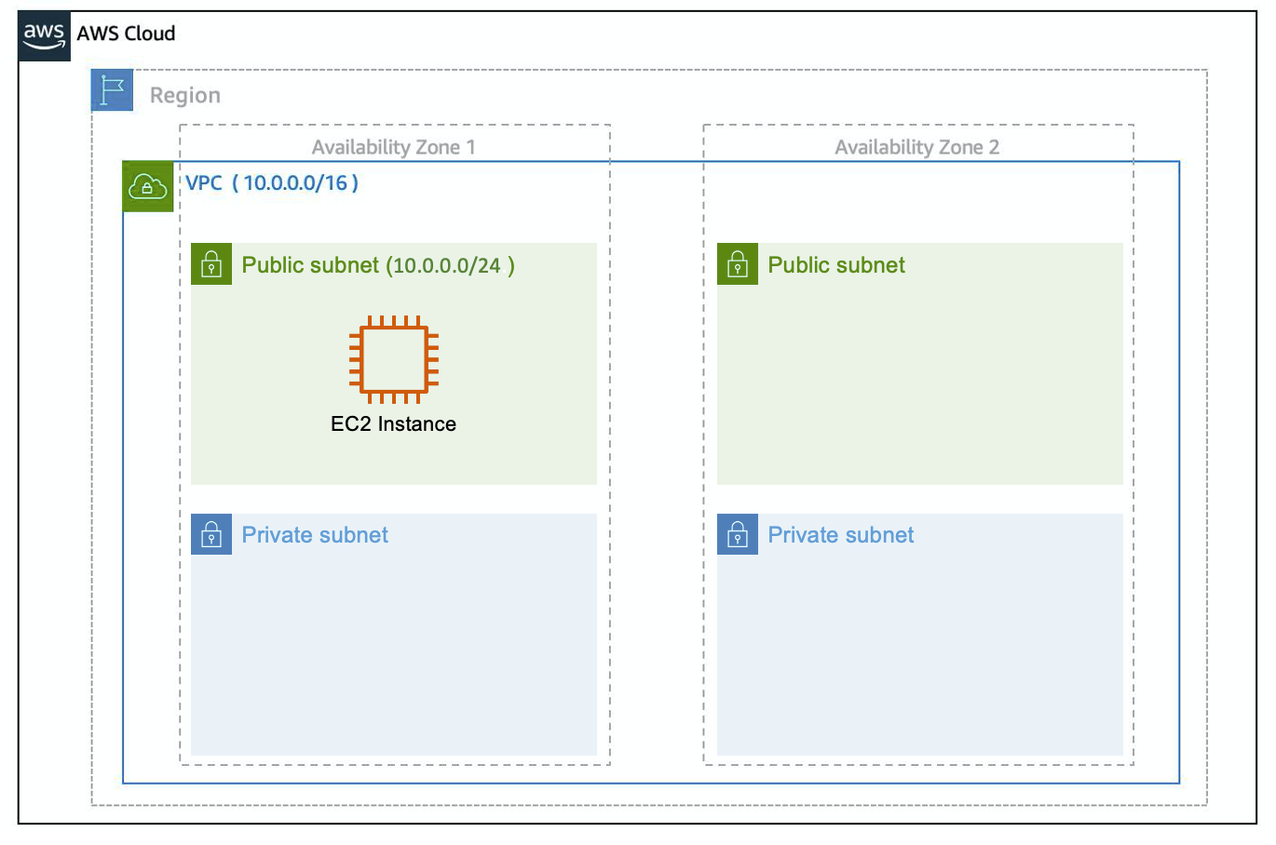 aws AWS Cloud
Region
Availability Zone 1
Availability Zone 2
VPC ( 10.0.0.0/16 )
Public subnet (10.0.0.0/24 )
Public subnet
EC2 Instance
Private subnet
Private subnet